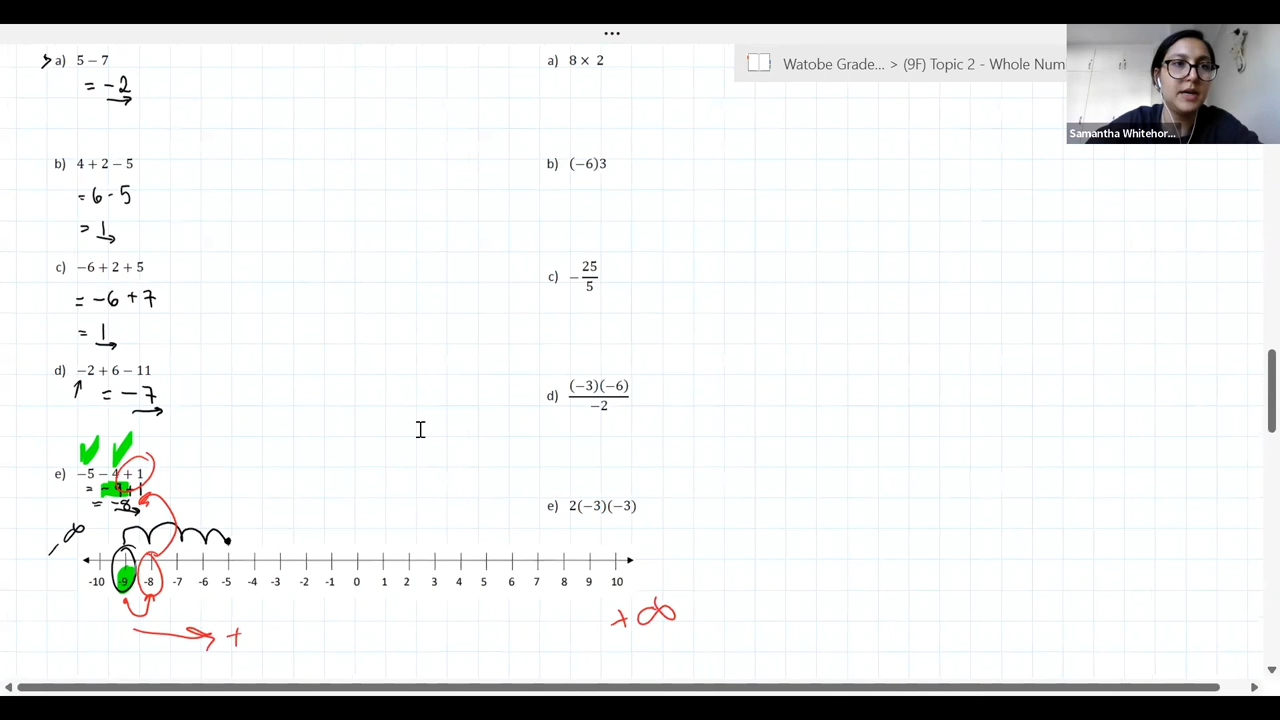 ...
Watobe Grade... > (9F) Topic 2 - Whole Num
Samantha Whitehor...
a) 5 − 7
= -2
b) 4 + 2 − 5
= 6 - 5
= 1
c) −6 + 2 + 5
= -6 + 7
= 1
d) −2 + 6 − 11
= -7
e) −5 − 4 + 1
= -9+1
= -8
a) 8 × 2
b) (−6)3
c) − 25
5
d) (−3)(−6)
−2
e) 2(−3)(−3)
- ∞
-10 -9 -8 -7 -6 -5 -4 -3 -2 -1 0 1 2 3 4 5 6 7 8 9 10
+ ∞
+